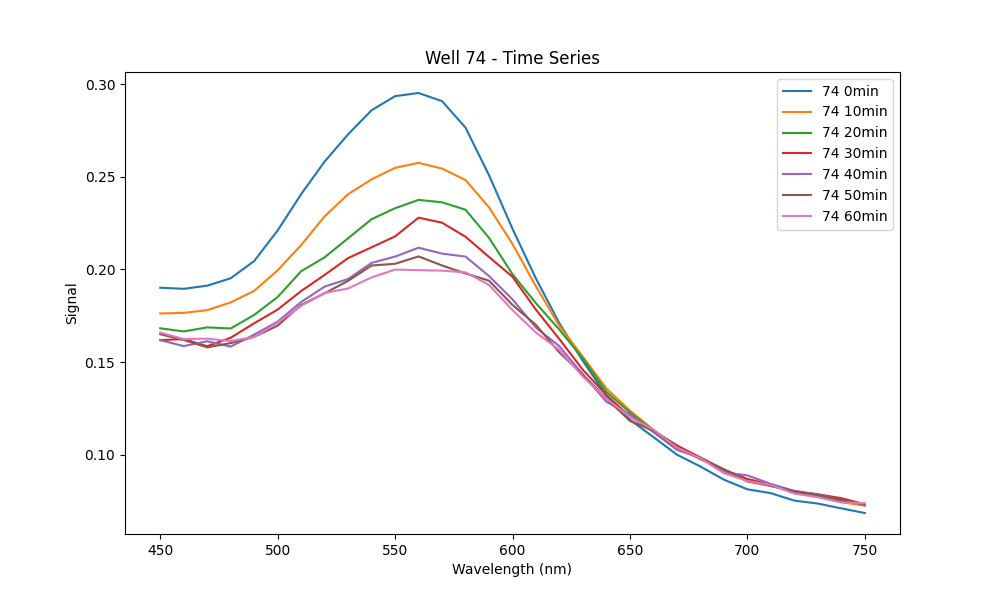 Well 74 - Time Series
Signal
0.30
0.25
0.20
0.15
0.10
450 500 550 600 650 700 750
Wavelength (nm)
74 0min
74 10min
74 20min
74 30min
74 40min
74 50min
74 60min